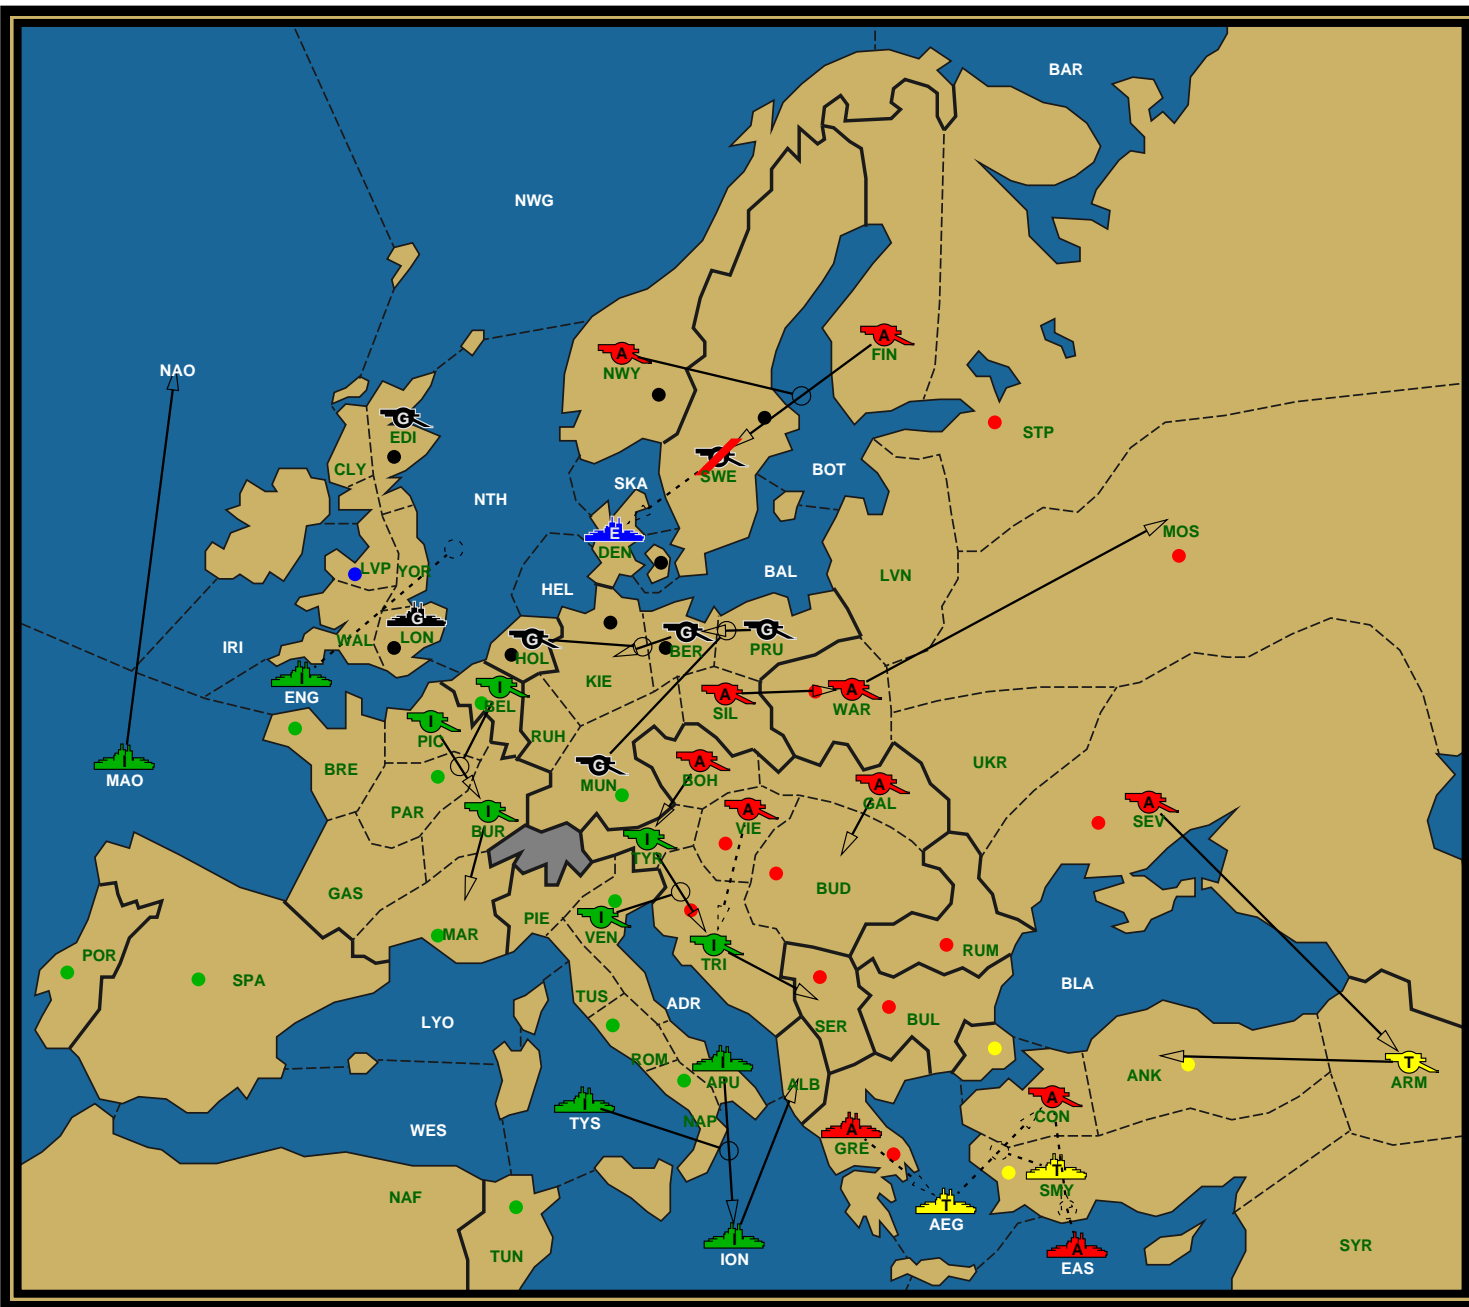 BAR
NWG
A
FIN
A
NWY
NAO
G
EDI
STP
CLY
SKA
BOT
SWE
NTH
E
DEN
MOS
LVP
YOR
HEL
BAL
LVN
G
LON
WAL
IRI
G
HOL
G
BER
G
PRU
I
ENG
KIE
I
BEL
A
SIL
A
WAR
I
PIC
RUH
MAO
I
BRE
G
MUN
A
BOH
A
GAL
UKR
PAR
I
BUR
A
VIE
A
SEV
I
TYR
GAS
BUD
PIE
I
VEN
MAR
POR
SPA
I
TRI
RUM
BLA
TUS
ADR
LYO
SER
BUL
ROM
I
APU
ALB
ANK
T
ARM
A
CON
I
TYS
NAP
WES
A
GRE
T
SMY
NAF
T
AEG
I
ION
A
EAS
TUN
SYR